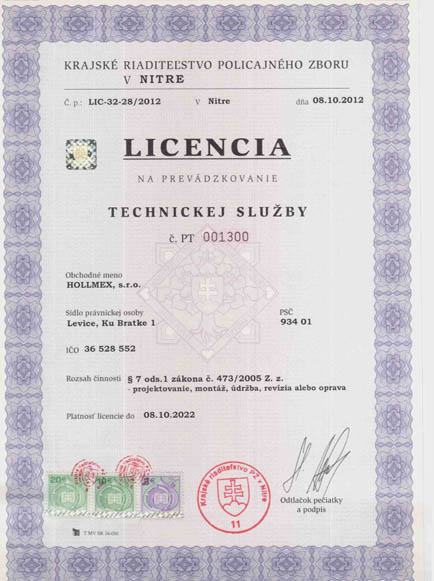 KRAJSKÉ RIADITEĽSTVO POLICAJNÉHO ZBORU
V NITRE
Č. p.: LIC-32-28/2012 V Nitre dňa 08.10.2012
LICENCIA
NA PREVÁDZKOVANIE
TECHNICKEJ SLUŽBY
č. PT 001300
Obchodné meno
HOLLMEX, s.r.o.
Sídlo právnickej osoby PSČ
Levice, Ku Bratke 1 934 01
IČO 36 528 552
Rozsah činnosti § 7 ods.1 zákona č. 473/2005 Z. z.
- projektovanie, montáž, údržba, revízia alebo oprava
Platnosť licencie do 08.10.2022
Krajské riaditeľstvo PZ v Nitre
11
Odtlačok pečiatky
a podpis